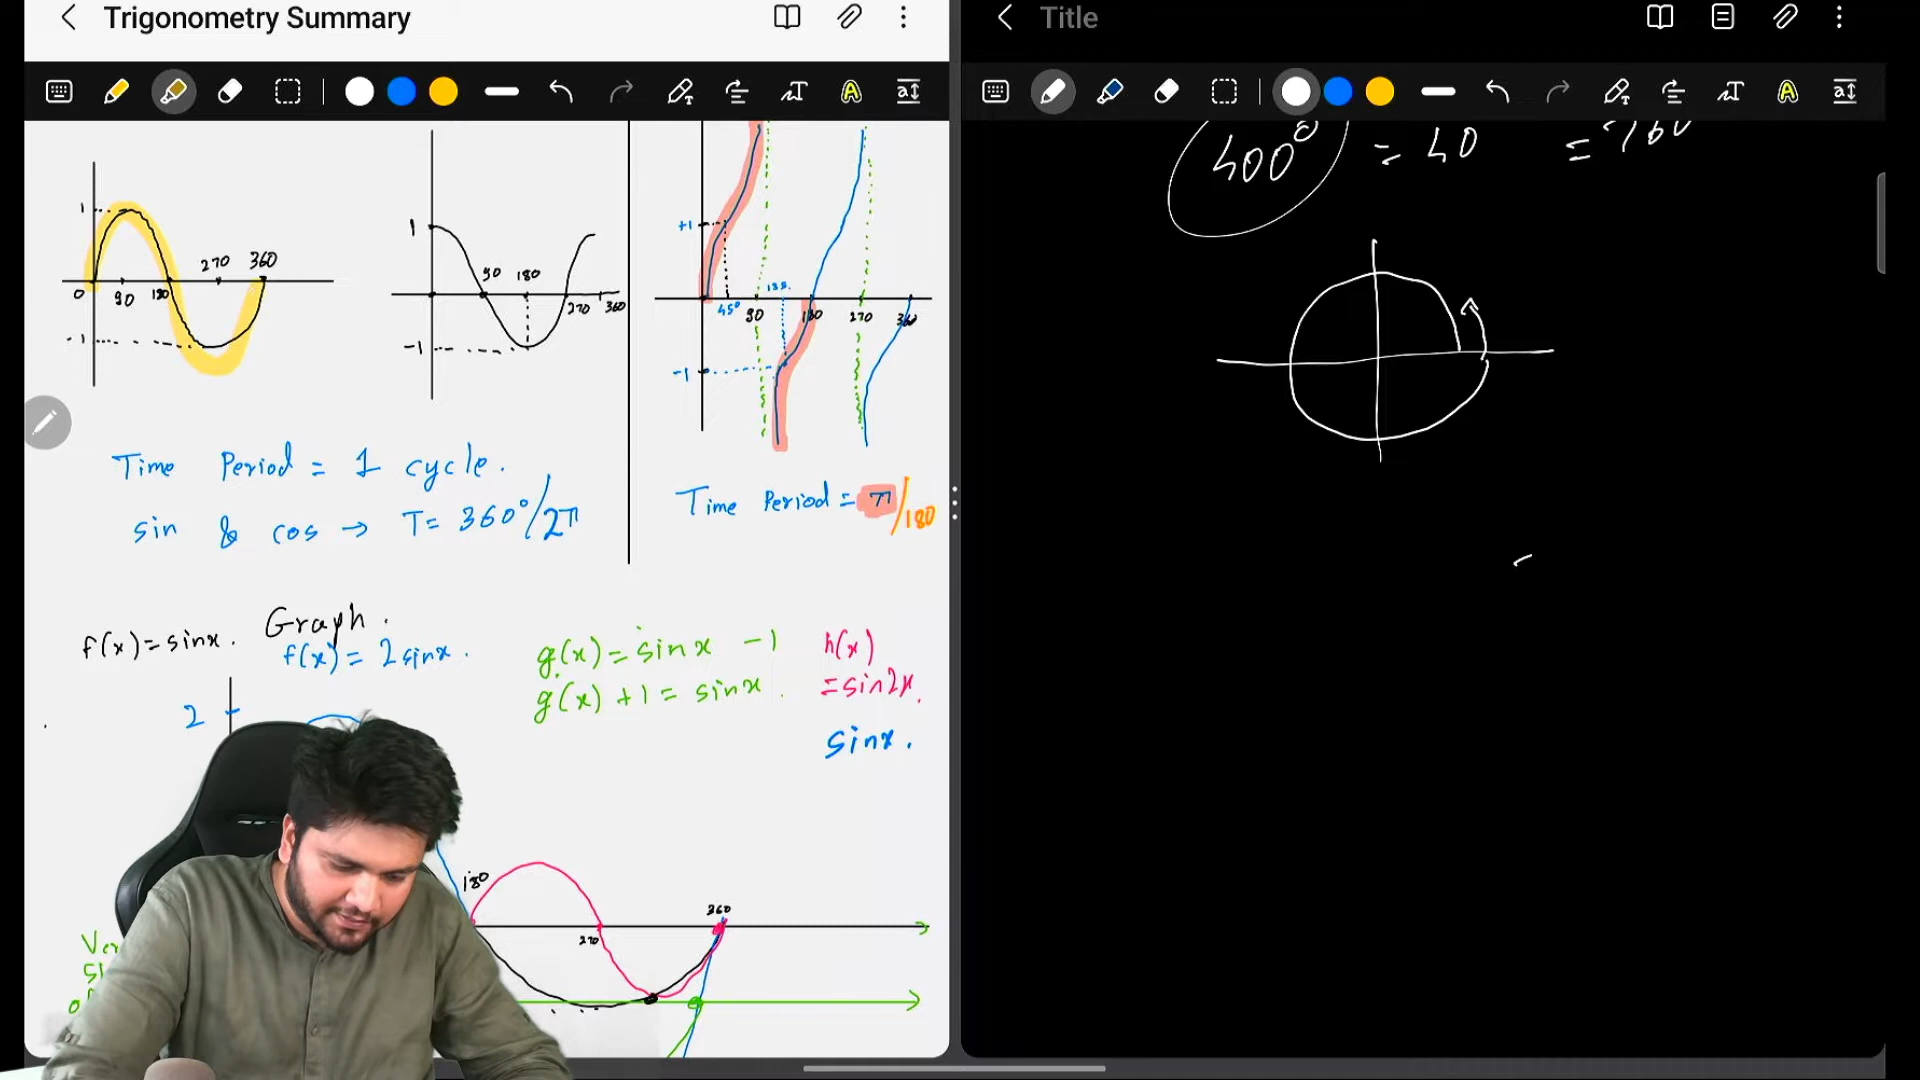 Trigonometry Summary
1
0
90
180
270
360
-1
1
90
180
270
360
-1
+1
45°
90
135
180
270
360
-1
Time Period = 1 cycle.
sin & cos → T= 360°/2π
Time Period = π/180
f(x)=sinx.
Graph.
f(x)= 2sinx.
g(x)=sinx -1
g(x)+1= sinx.
h(x)
=sin2x.
sinx.
2
180
270
360
Title
400° = 40